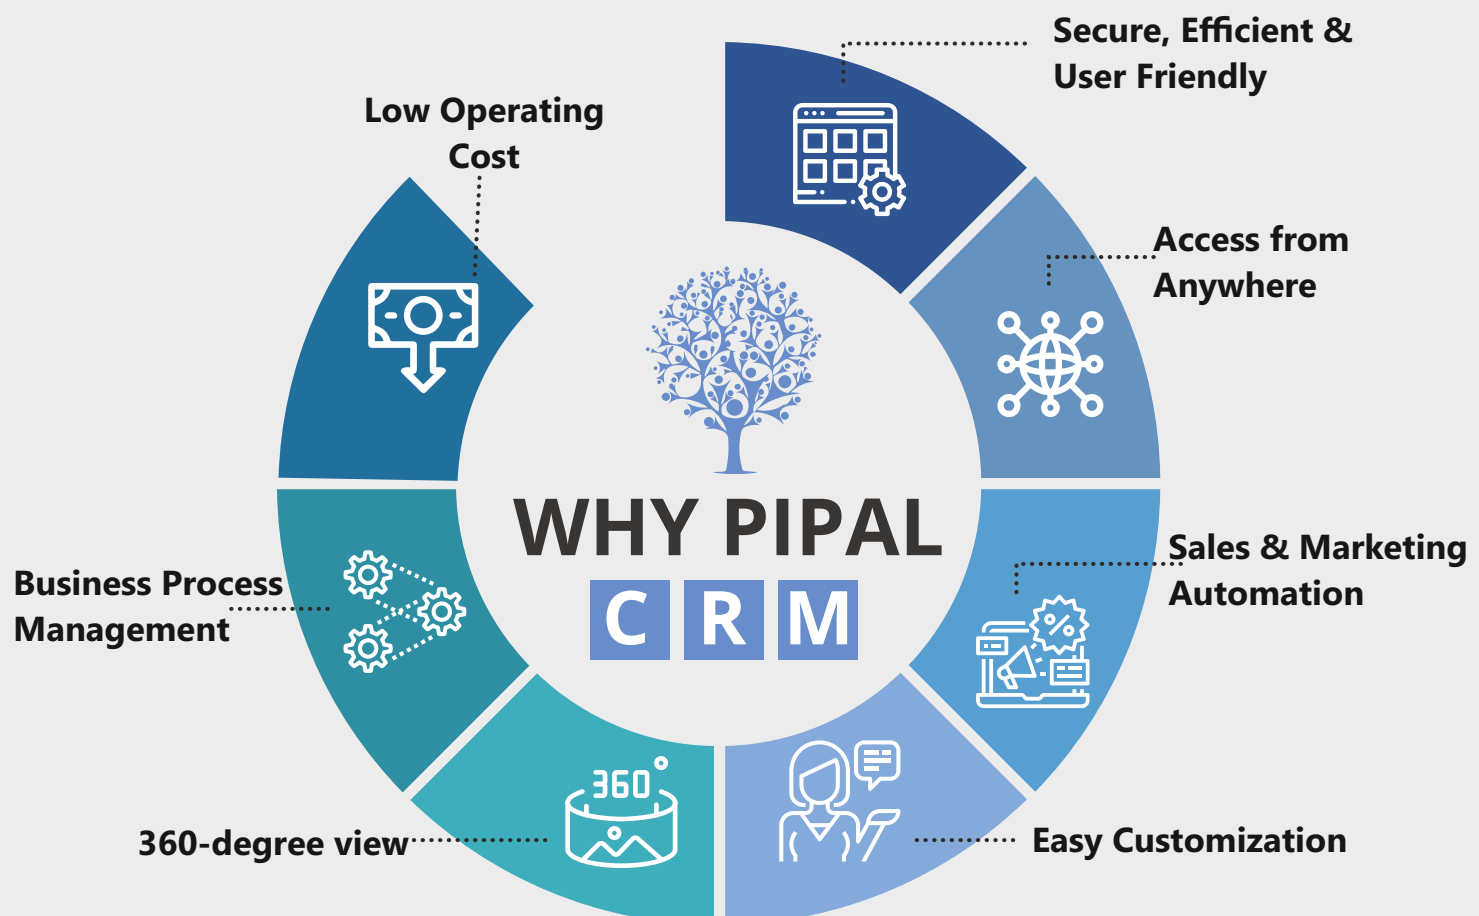 Secure, Efficient &
User Friendly
Low Operating
Cost
Access from
Anywhere
WHY PIPAL
C R M
Sales & Marketing
Automation
Business Process
Management
360°
360-degree view
Easy Customization
%